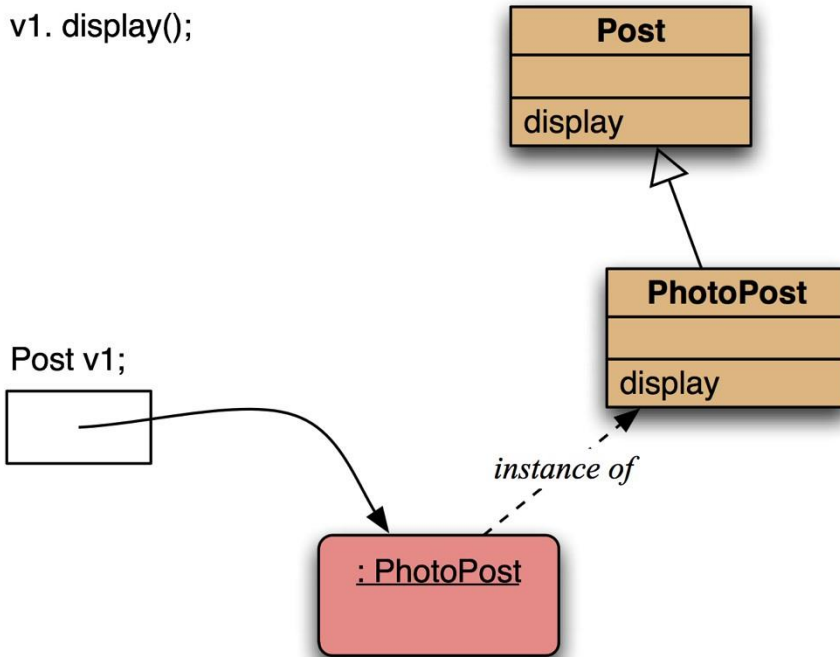 v1. display();
Post
display
PhotoPost
display
Post v1;
instance of
: PhotoPost